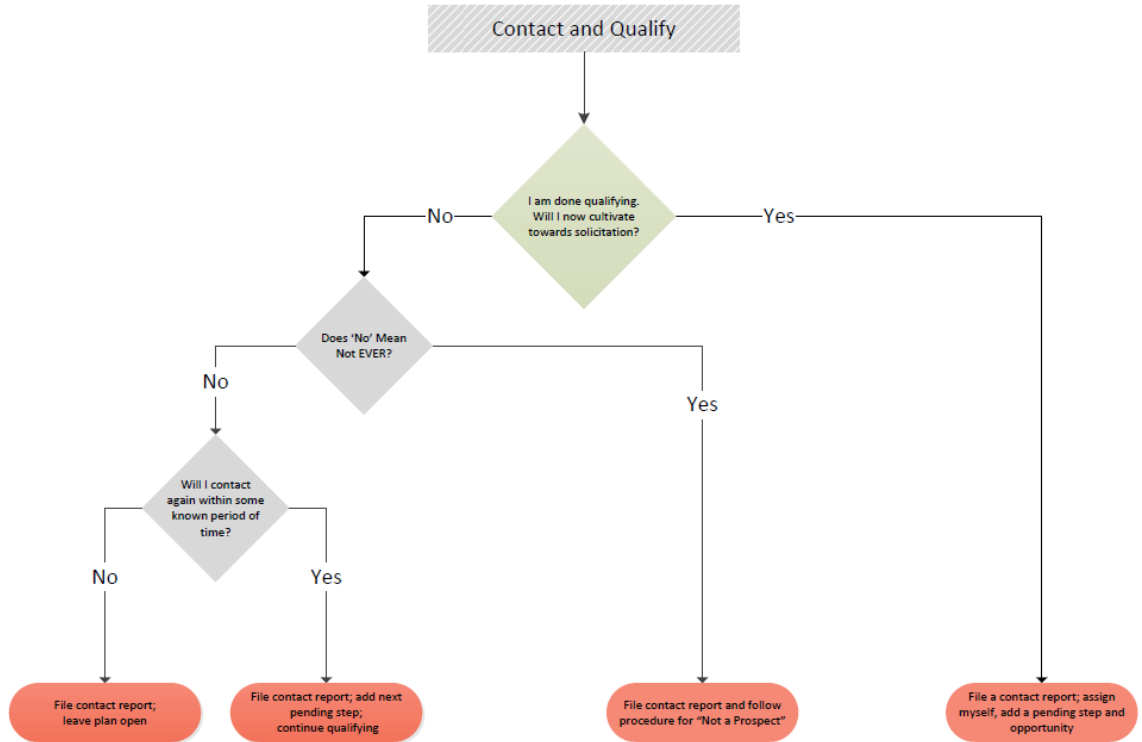 Contact and Qualify
I am done qualifying.
Will I now cultivate
towards solicitation?
No
Yes
Does ‘No’ Mean
Not EVER?
No
Yes
Will I contact
again within some
known period of
time?
No
Yes
File contact report;
leave plan open
File contact report; add next
pending step;
continue qualifying
File contact report and follow
procedure for “Not a Prospect”
File a contact report; assign
myself, add a pending step and
opportunity